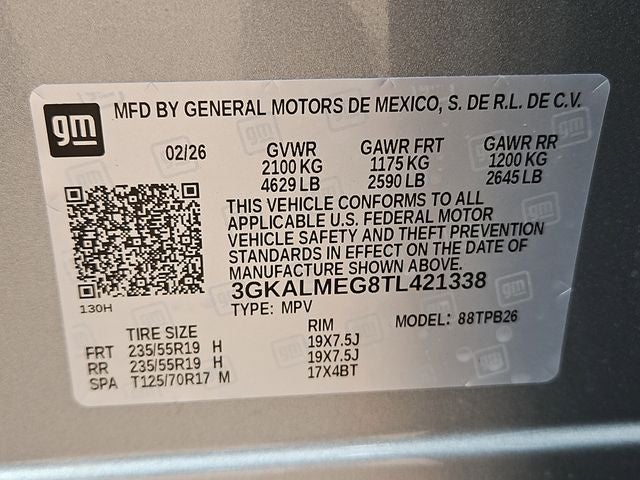 gm
MFD BY GENERAL MOTORS DE MEXICO, S. DE R.L. DE C.V.
02/26 GVWR GAWR FRT GAWR RR
2100 KG 1175 KG 1200 KG
4629 LB 2590 LB 2645 LB
THIS VEHICLE CONFORMS TO ALL
APPLICABLE U.S. FEDERAL MOTOR
VEHICLE SAFETY AND THEFT PREVENTION
STANDARDS IN EFFECT ON THE DATE OF
MANUFACTURE SHOWN ABOVE.
3GKALMEG8TL421338
130H TYPE: MPV MODEL: 88TPB26
TIRE SIZE RIM
FRT 235/55R19 H 19X7.5J
RR 235/55R19 H 19X7.5J
SPA T125/70R17 M 17X4BT